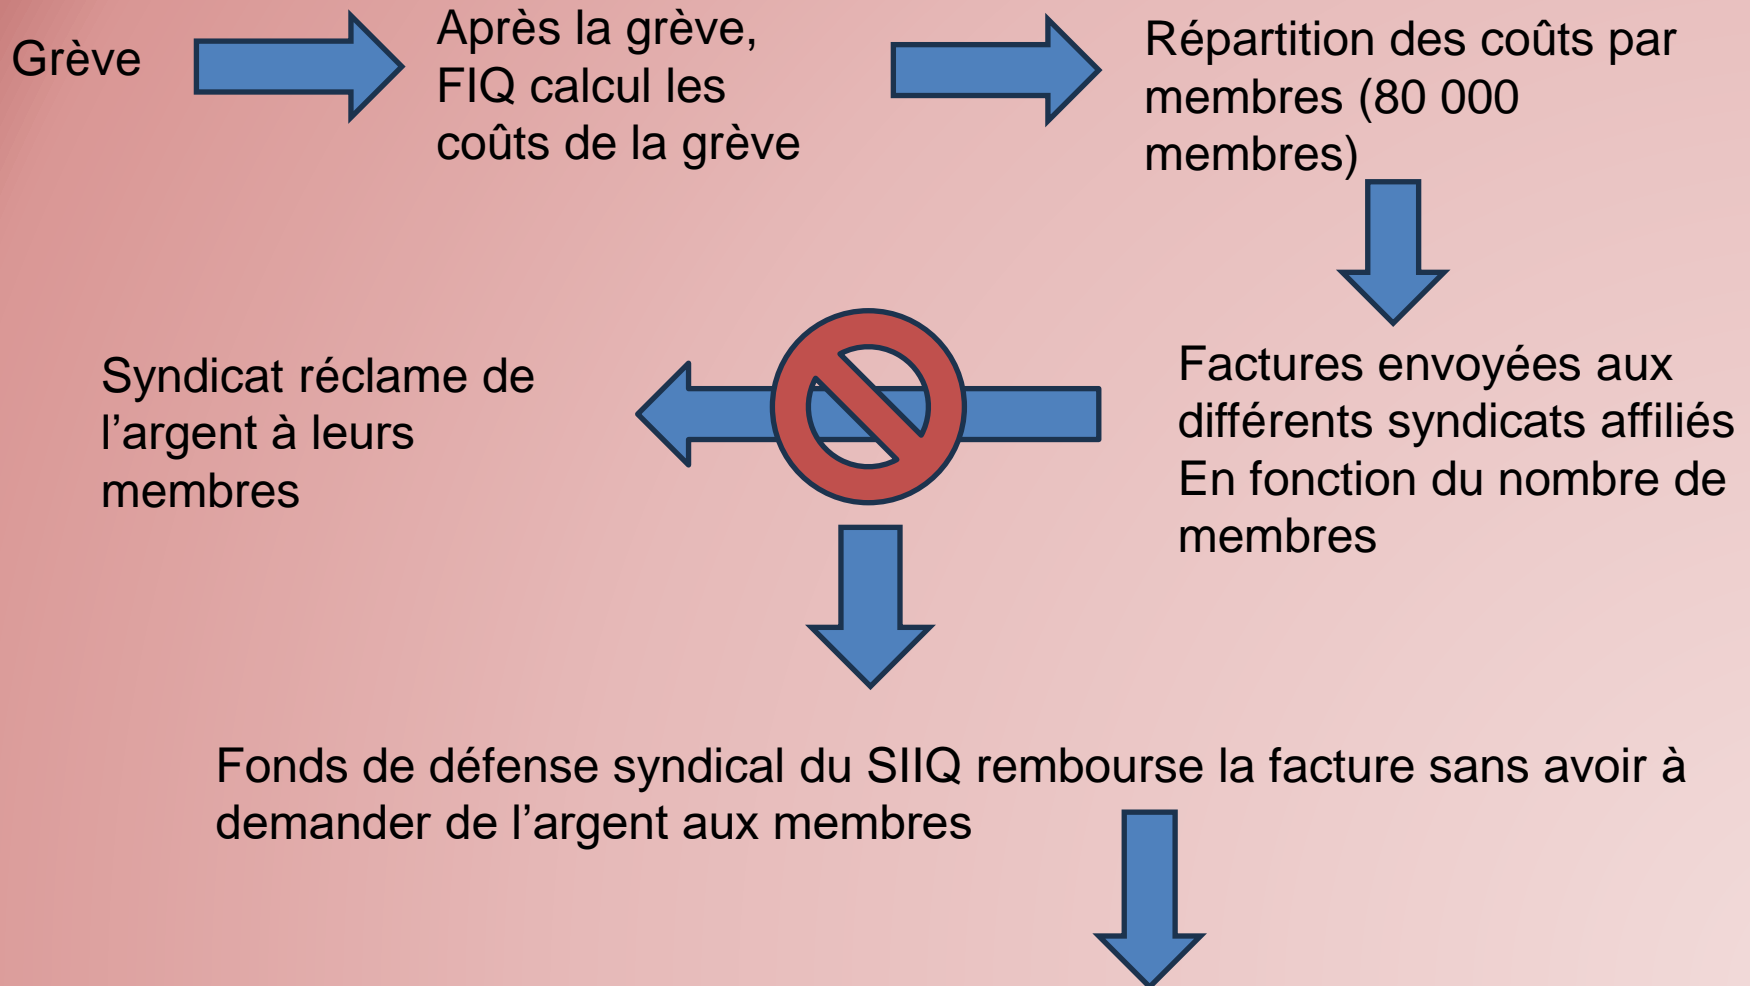 Grève
Après la grève,
FIQ calcul les
coûts de la grève
Répartition des coûts par
membres (80 000
membres)
Factures envoyées aux
différents syndicats affiliés
En fonction du nombre de
membres
Syndicat réclame de
l’argent à leurs
membres
Fonds de défense syndical du SIIQ rembourse la facture sans avoir à
demander de l’argent aux membres